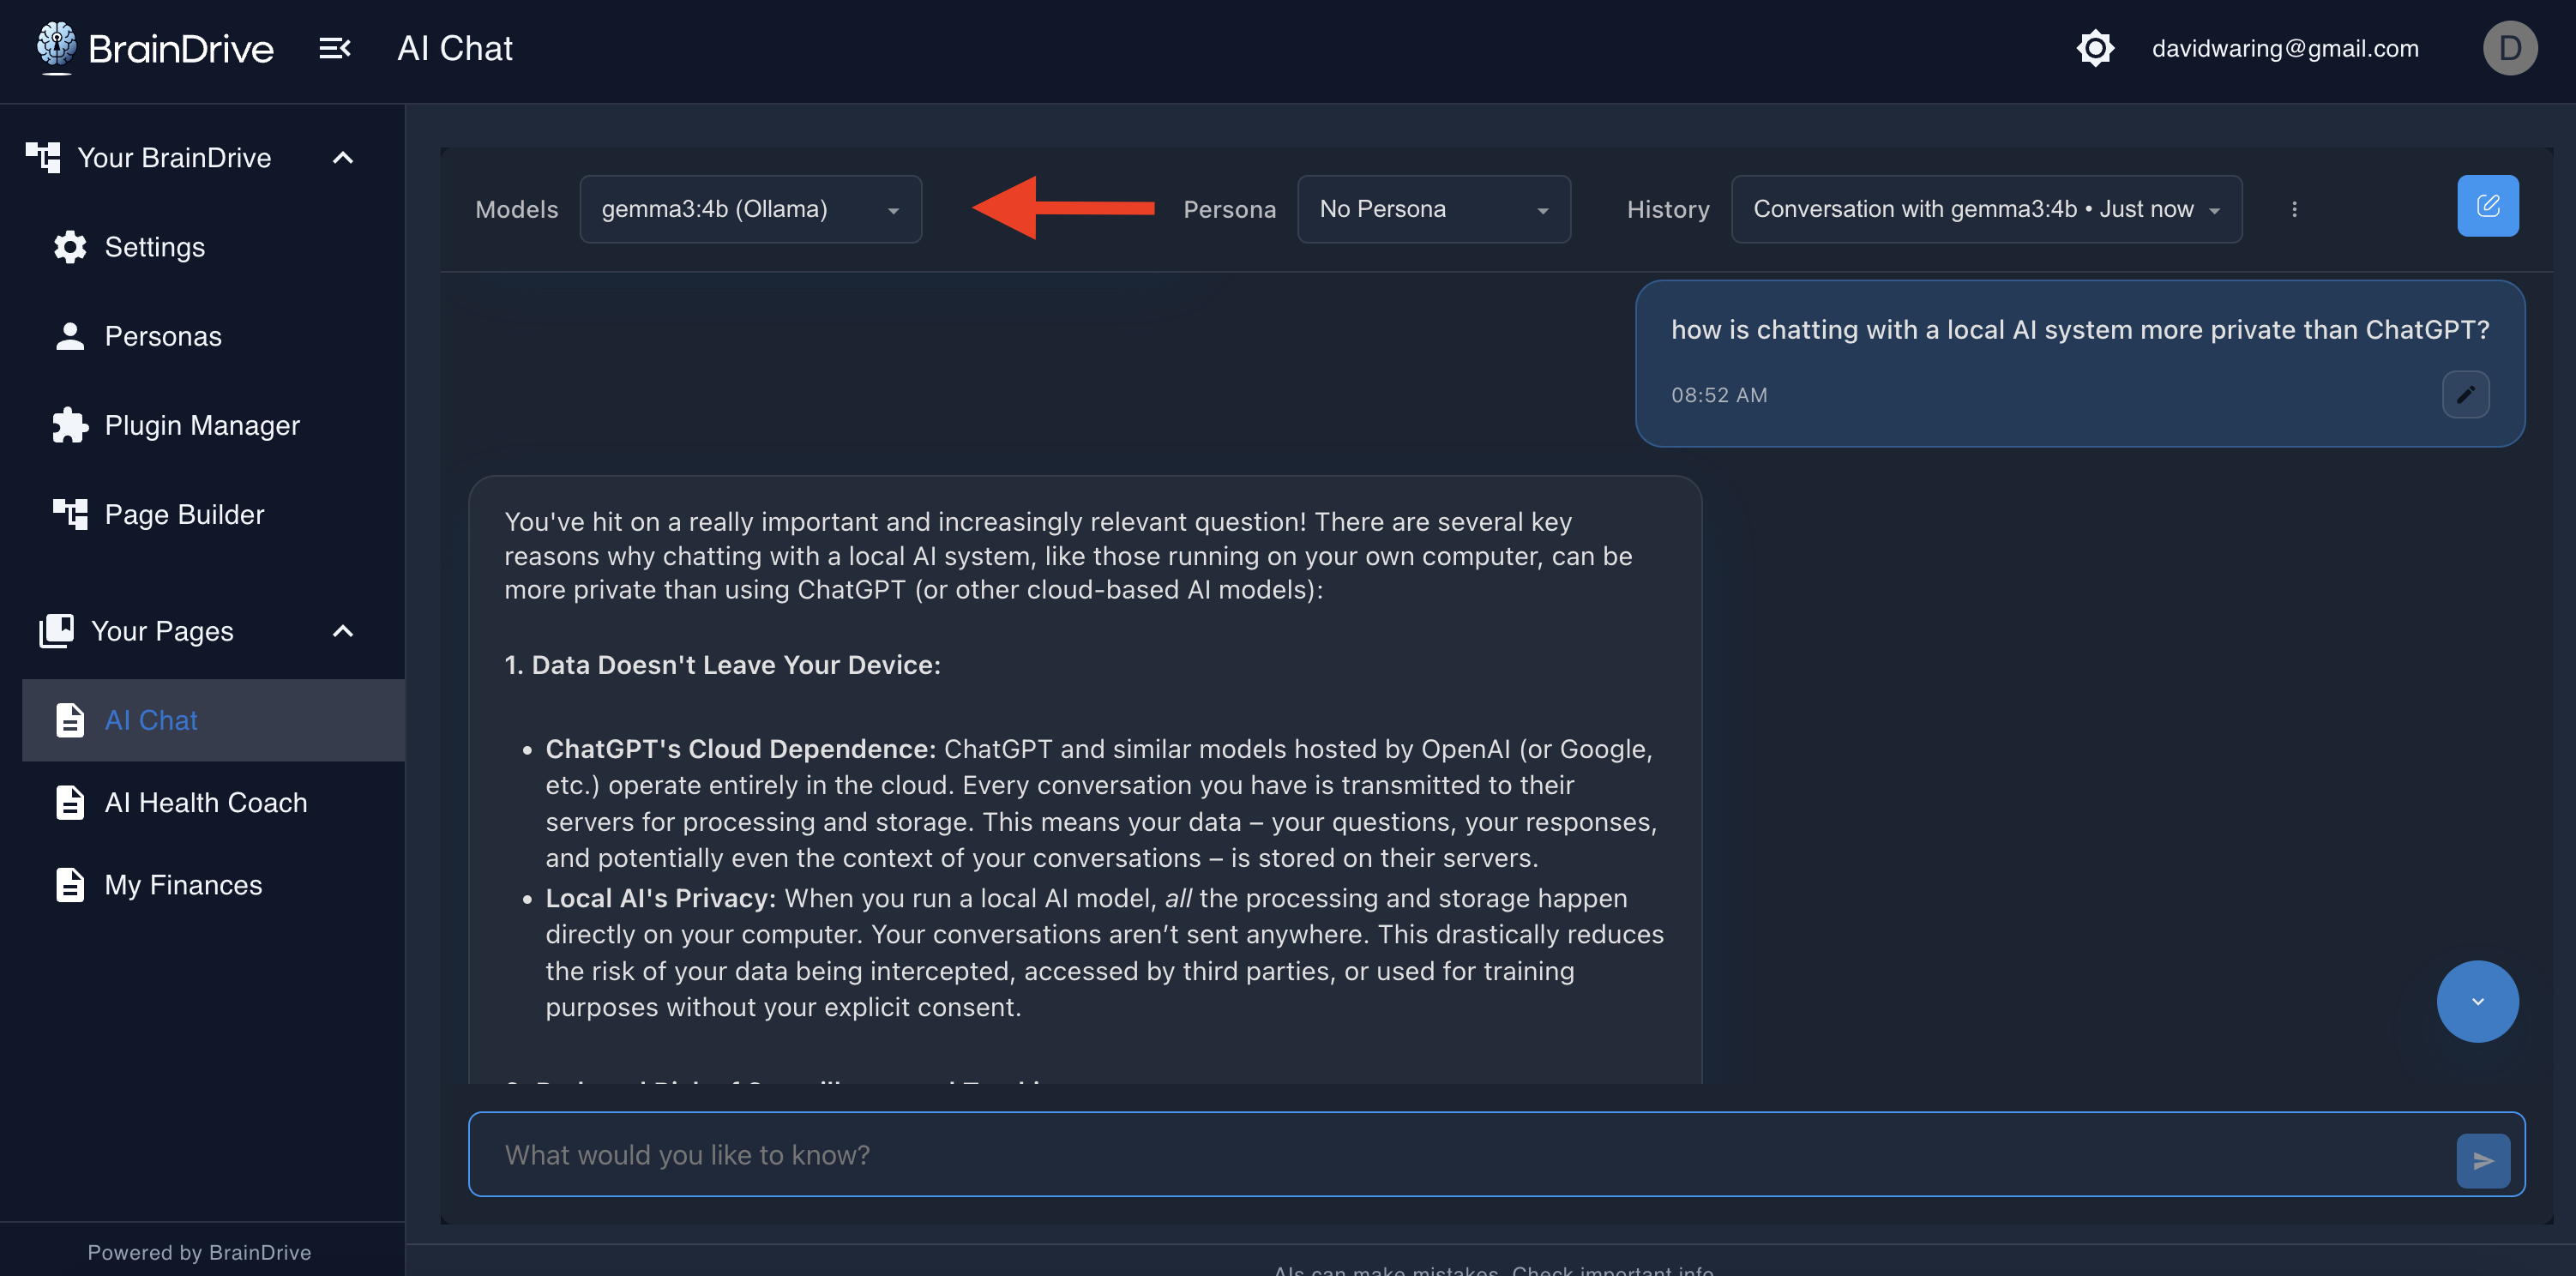 BrainDrive
AI Chat
davidwaring@gmail.com
D
Your BrainDrive
Settings
Personas
Plugin Manager
Page Builder
Your Pages
AI Chat
AI Health Coach
My Finances
Powered by BrainDrive
Models
gemma3:4b (Ollama)
Persona
No Persona
History
Conversation with gemma3:4b • Just now
how is chatting with a local AI system more private than ChatGPT?
08:52 AM
You've hit on a really important and increasingly relevant question! There are several key
reasons why chatting with a local AI system, like those running on your own computer, can be
more private than using ChatGPT (or other cloud-based AI models):
1. Data Doesn't Leave Your Device:
• ChatGPT's Cloud Dependence: ChatGPT and similar models hosted by OpenAI (or Google,
etc.) operate entirely in the cloud. Every conversation you have is transmitted to their
servers for processing and storage. This means your data – your questions, your responses,
and potentially even the context of your conversations – is stored on their servers.
• Local AI's Privacy: When you run a local AI model, all the processing and storage happen
directly on your computer. Your conversations aren’t sent anywhere. This drastically reduces
the risk of your data being intercepted, accessed by third parties, or used for training
purposes without your explicit consent.
What would you like to know?
AIs can make mistakes. Check important info.